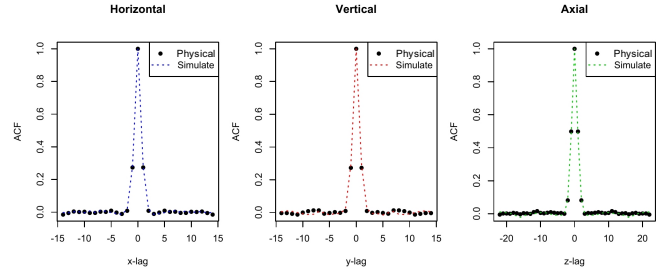 Horizontal
ACF
1.0
0.8
0.6
0.4
0.2
0.0
Physical
Simulate
-15 -10 -5 0 5 10 15
x-lag
Vertical
ACF
1.0
0.8
0.6
0.4
0.2
0.0
Physical
Simulate
-15 -10 -5 0 5 10 15
y-lag
Axial
ACF
1.0
0.8
0.6
0.4
0.2
0.0
Physical
Simulate
-20 -10 0 10 20
z-lag